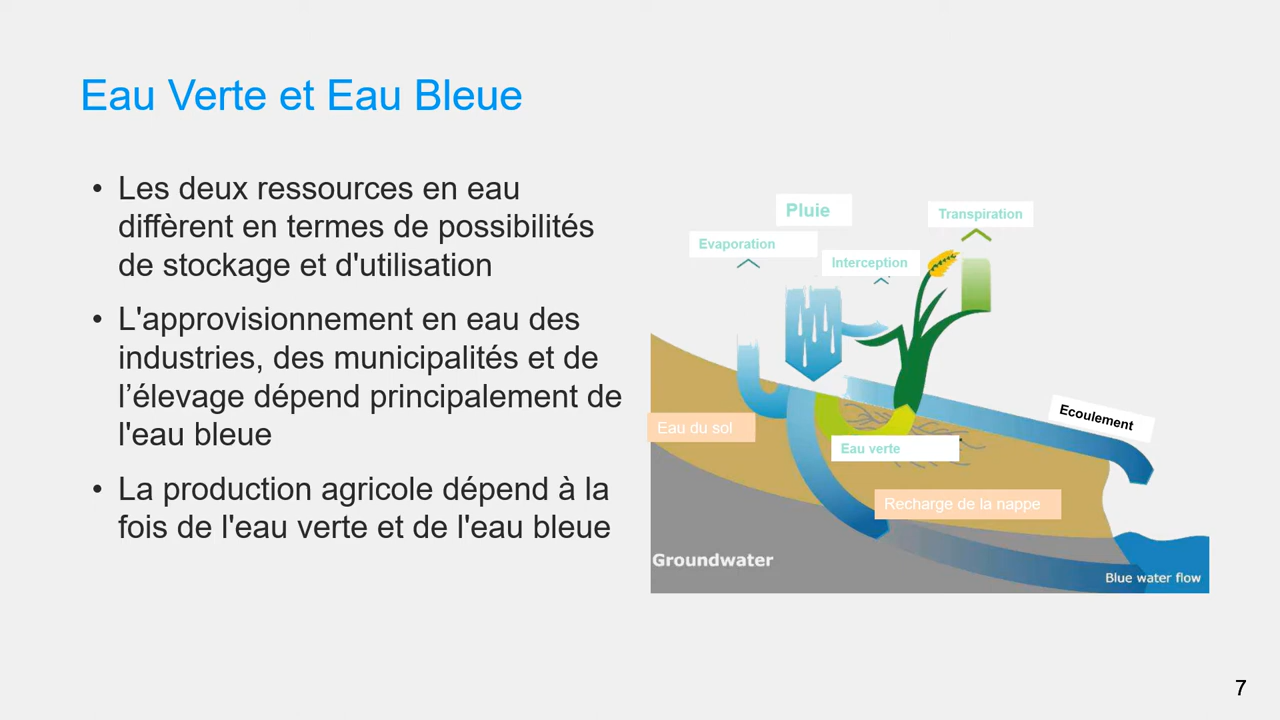 Eau Verte et Eau Bleue
• Les deux ressources en eau
diffèrent en termes de possibilités
de stockage et d'utilisation
• L'approvisionnement en eau des
industries, des municipalités et de
l’élevage dépend principalement de
l'eau bleue
• La production agricole dépend à la
fois de l'eau verte et de l'eau bleue
Pluie
Transpiration
Evaporation
Interception
Ecoulement
Eau du sol
Eau verte
Recharge de la nappe
Groundwater
Blue water flow
7